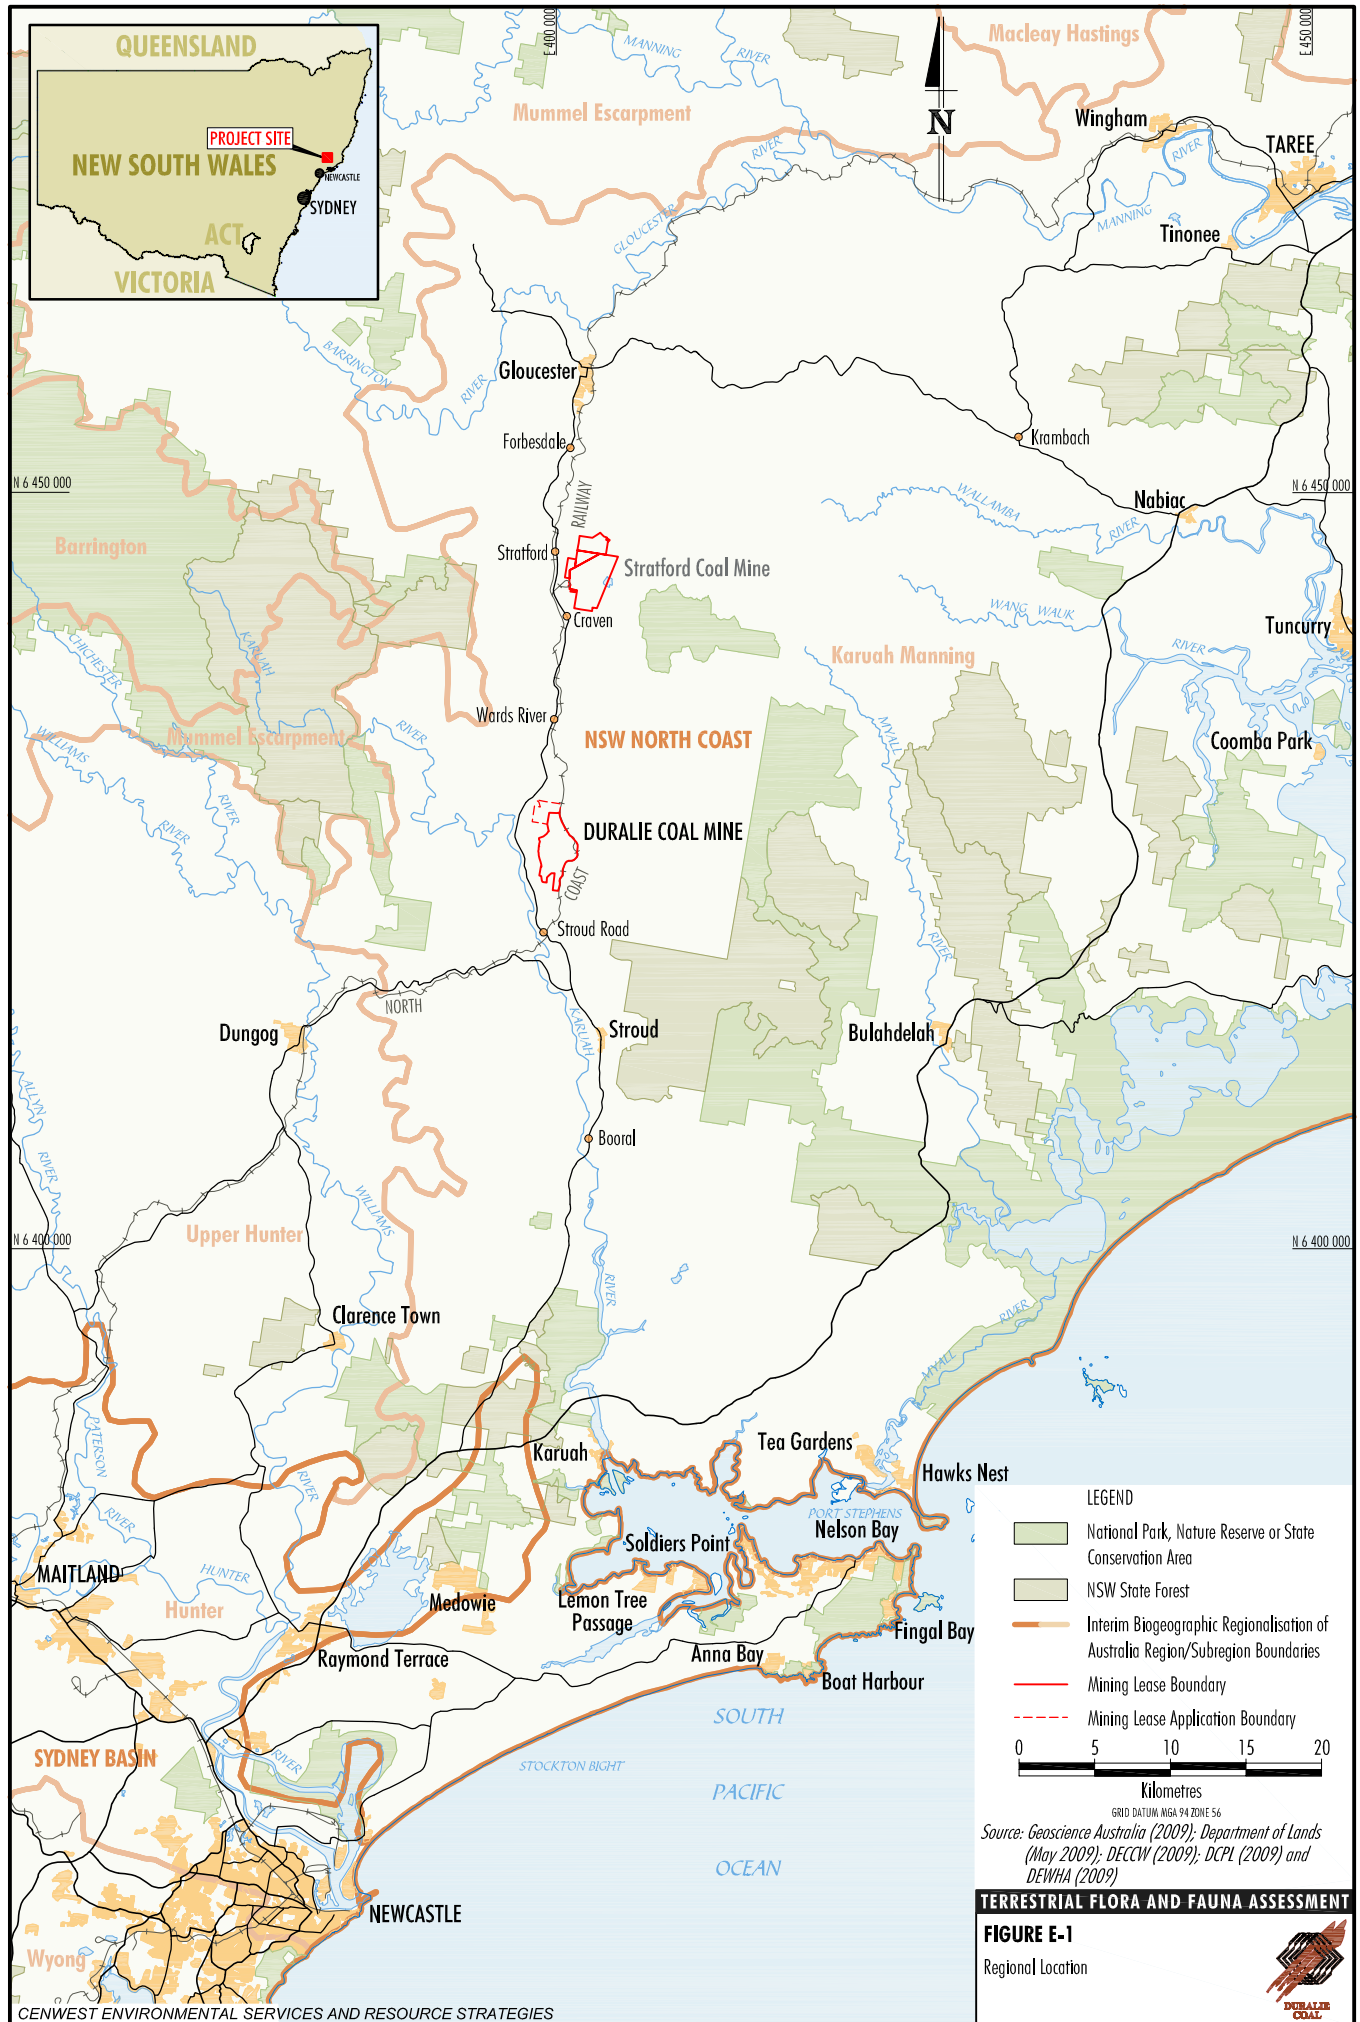 QUEENSLAND
PROJECT SITE
NEW SOUTH WALES
NEWCASTLE
SYDNEY
ACT
VICTORIA
E 400 000
E 450 000
MANNING
RIVER
Macleay Hastings
Mummel Escarpment
N
Wingham
RIVER
TAREE
RIVER
GLOUCESTER
MANNING
Tinonee
BARRINGTON
RIVER
Gloucester
Forbesdale
Krambach
N 6 450 000
N 6 450 000
RAILWAY
WALLAMBA
RIVER
Nabiac
Barrington
Stratford
Stratford Coal Mine
WANG WAUK
RIVER
Craven
Tuncurry
CHICHESTER
KARUAH
Karuah Manning
Wards River
RIVER
MYALL
WILLIAMS
Mummel Escarpment
NSW NORTH COAST
Coomba Park
RIVER
RIVER
DURALIE COAL MINE
COAST
Stroud Road
RIVER
NORTH
Dungog
KARUAH
Stroud
Bulahdelah
ALLYN
RIVER
Booral
WILLIAMS
Upper Hunter
N 6 400 000
N 6 400 000
RIVER
Clarence Town
RIVER
MYALL
PATERSON
RIVER
Karuah
Tea Gardens
Hawks Nest
RIVER
PORT STEPHENS
Soldiers Point
Nelson Bay
MAITLAND
HUNTER
Hunter
Medowie
Lemon Tree
Passage
Fingal Bay
Raymond Terrace
Anna Bay
Boat Harbour
SOUTH
PACIFIC
OCEAN
SYDNEY BASIN
RIVER
STOCKTON BIGHT
NEWCASTLE
Wyong
LEGEND
National Park, Nature Reserve or State
Conservation Area
NSW State Forest
Interim Biogeographic Regionalisation of
Australia Region/Subregion Boundaries
Mining Lease Boundary
Mining Lease Application Boundary
0 5 10 15 20
Kilometres
GRID DATUM MGA 94 ZONE 56
Source: Geoscience Australia (2009); Department of Lands
(May 2009); DECCW (2009); DCPL (2009) and
DEWHA (2009)
TERRESTRIAL FLORA AND FAUNA ASSESSMENT
FIGURE E-1
Regional Location
DURALIE
COAL
CENWEST ENVIRONMENTAL SERVICES AND RESOURCE STRATEGIES